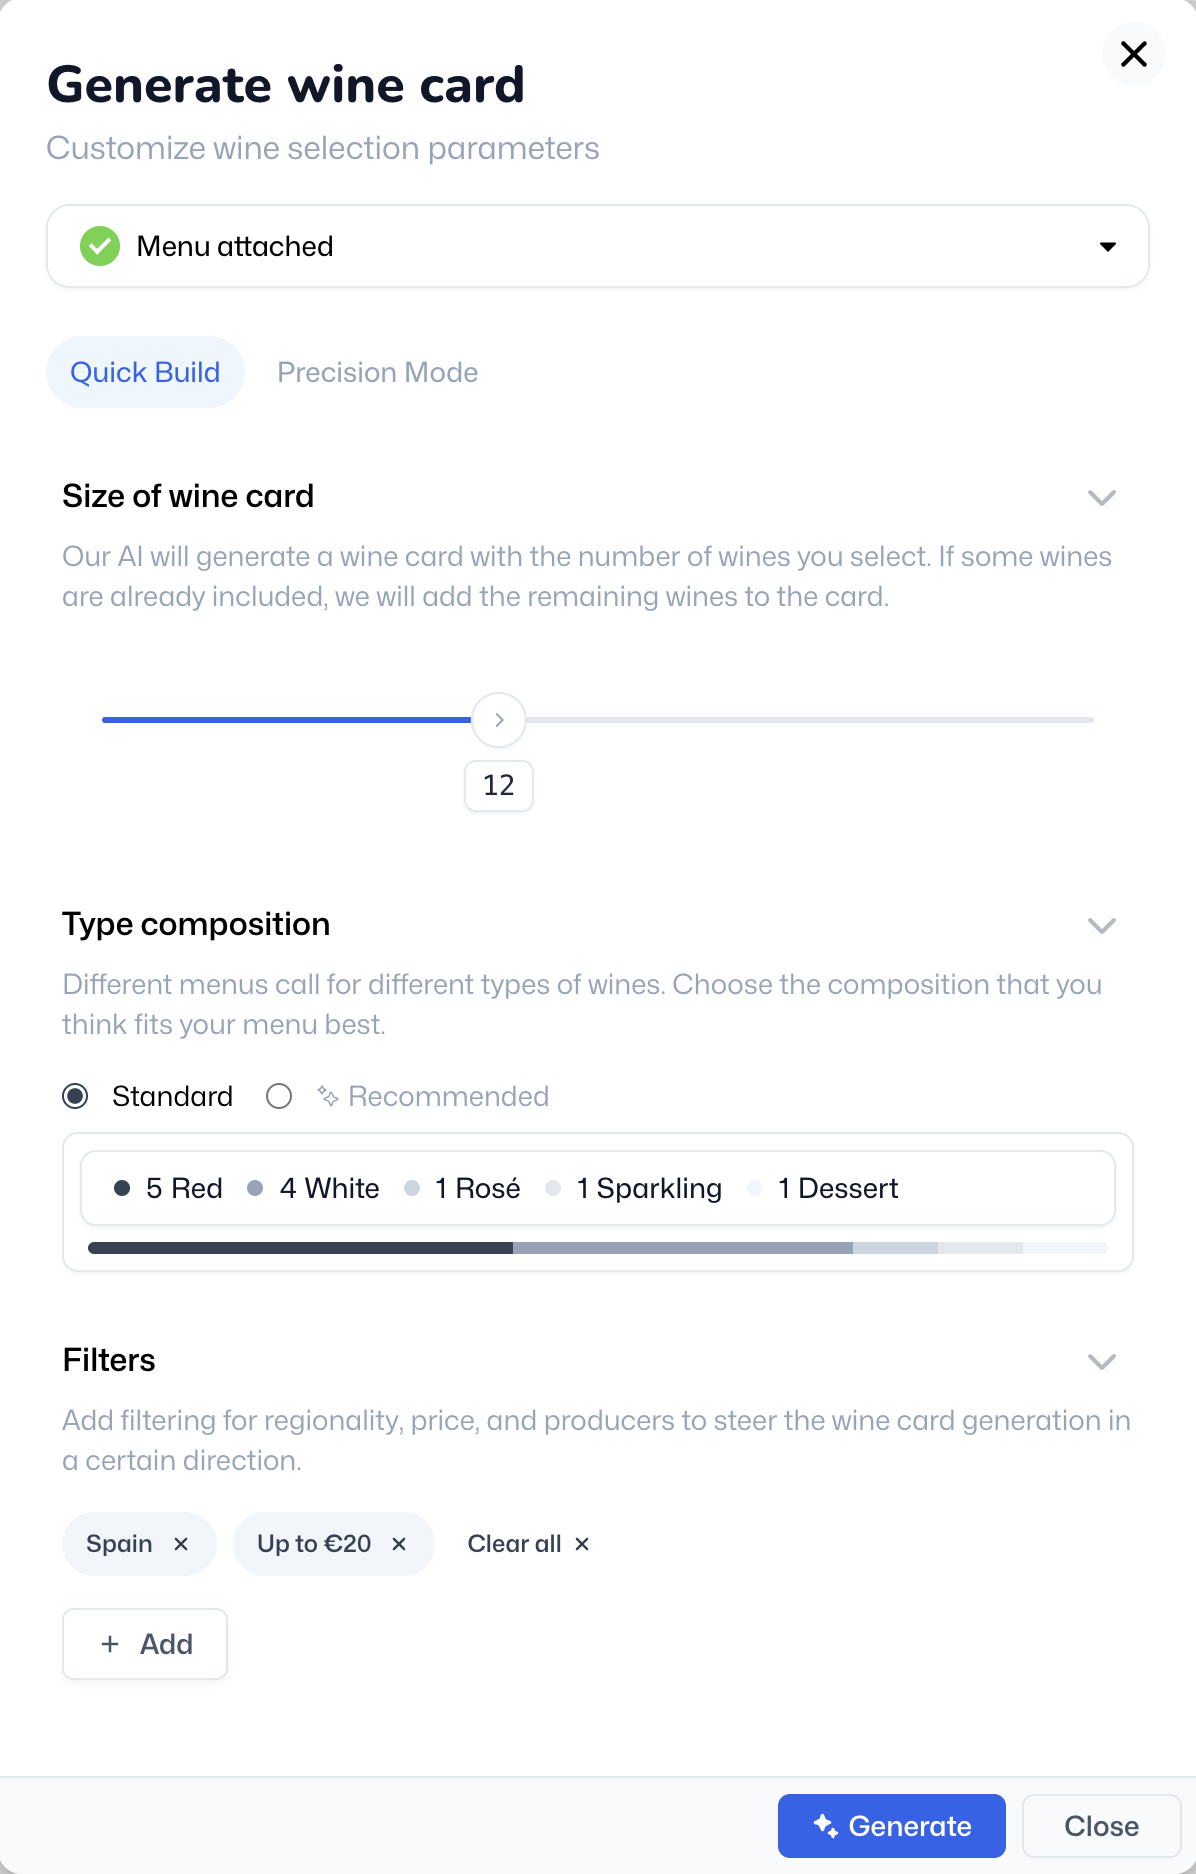 Generate wine card
Customize wine selection parameters
Menu attached
Quick Build Precision Mode
Size of wine card
Our AI will generate a wine card with the number of wines you select. If some wines
are already included, we will add the remaining wines to the card.
12
Type composition
Different menus call for different types of wines. Choose the composition that you
think fits your menu best.
Standard Recommended
5 Red 4 White 1 Rosé 1 Sparkling 1 Dessert
Filters
Add filtering for regionality, price, and producers to steer the wine card generation in
a certain direction.
Spain × Up to €20 × Clear all ×
+ Add
Generate Close